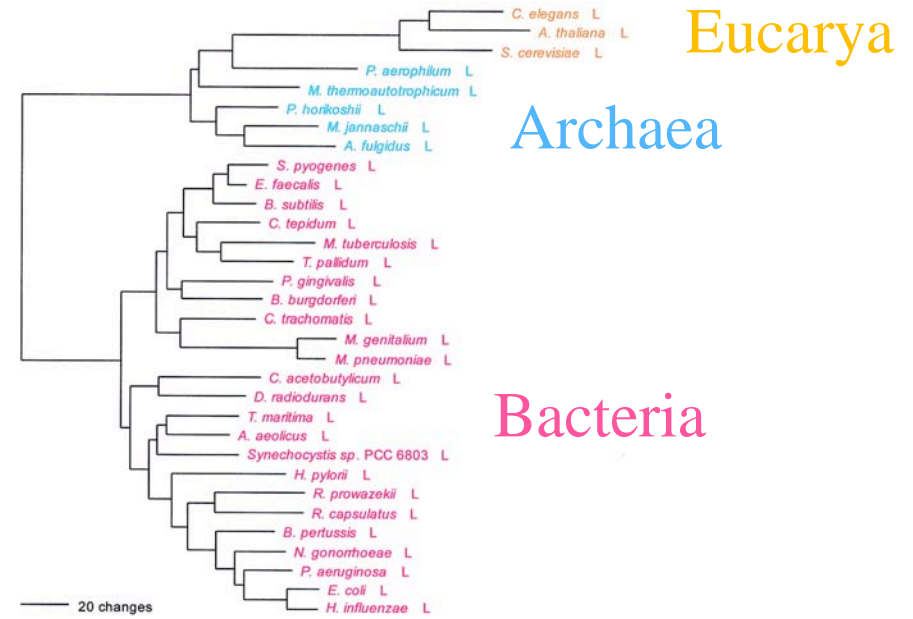 C. elegans L
A. thaliana L
Eucarya
S. cerevisiae L
P. aerophilum L
M. thermoautotrophicum L
P. horikoshii L
Archaea
M. jannaschii L
A. fulgidus L
S. pyogenes L
E. faecalis L
B. subtilis L
C. tepidum L
M. tuberculosis L
T. pallidum L
P. gingivalis L
B. burgdorferi L
C. trachomatis L
M. genitalium L
M. pneumoniae L
C. acetobutylicum L
D. radiodurans L
Bacteria
T. maritima L
A. aeolicus L
Synechocystis sp. PCC 6803 L
H. pylorii L
R. prowazekii L
R. capsulatus L
B. pertussis L
N. gonorrhoeae L
P. aeruginosa L
E. coli L
H. influenzae L
20 changes